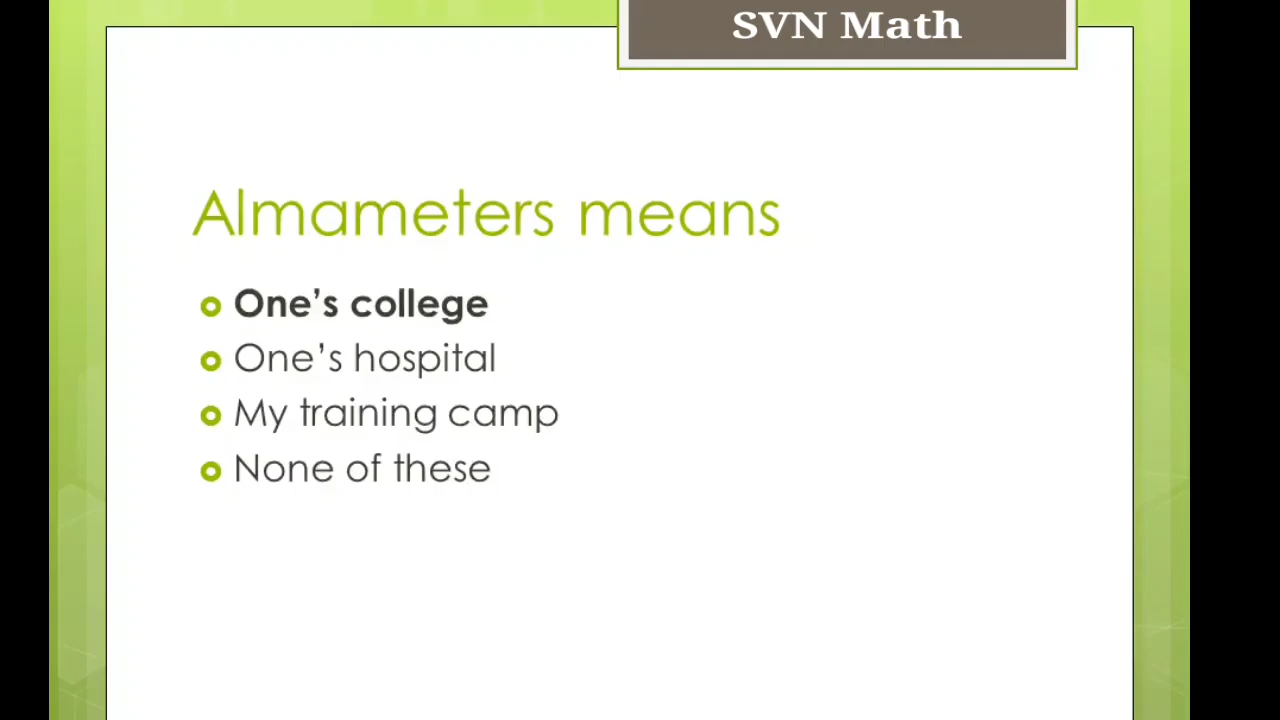 SVN Math
Almameters means
One's college
One's hospital
My training camp
None of these